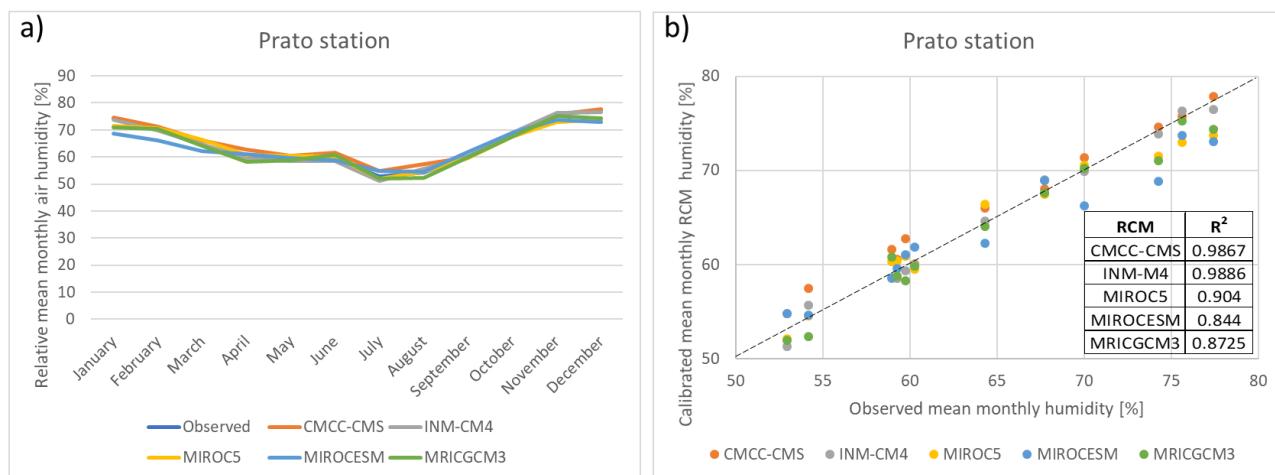 a)
Prato station
Relative mean monthly air humidity [%]
90
80
70
60
50
40
30
20
10
0
January
February
March
April
May
June
July
August
September
October
November
December
Observed CMCC-CMS INM-CM4
MIROC5 MIROCESM MRICGCM3
b)
Prato station
Calibrated mean monthly RCM humidity [%]
80
70
60
50
50 55 60 65 70 75 80
Observed mean monthly humidity [%]
RCM R²
CMCC-CMS 0.9867
INM-M4 0.9886
MIROC5 0.904
MIROCESM 0.844
MRICGCM3 0.8725
CMCC-CMS INM-CM4 MIROC5 MIROCESM MRICGCM3